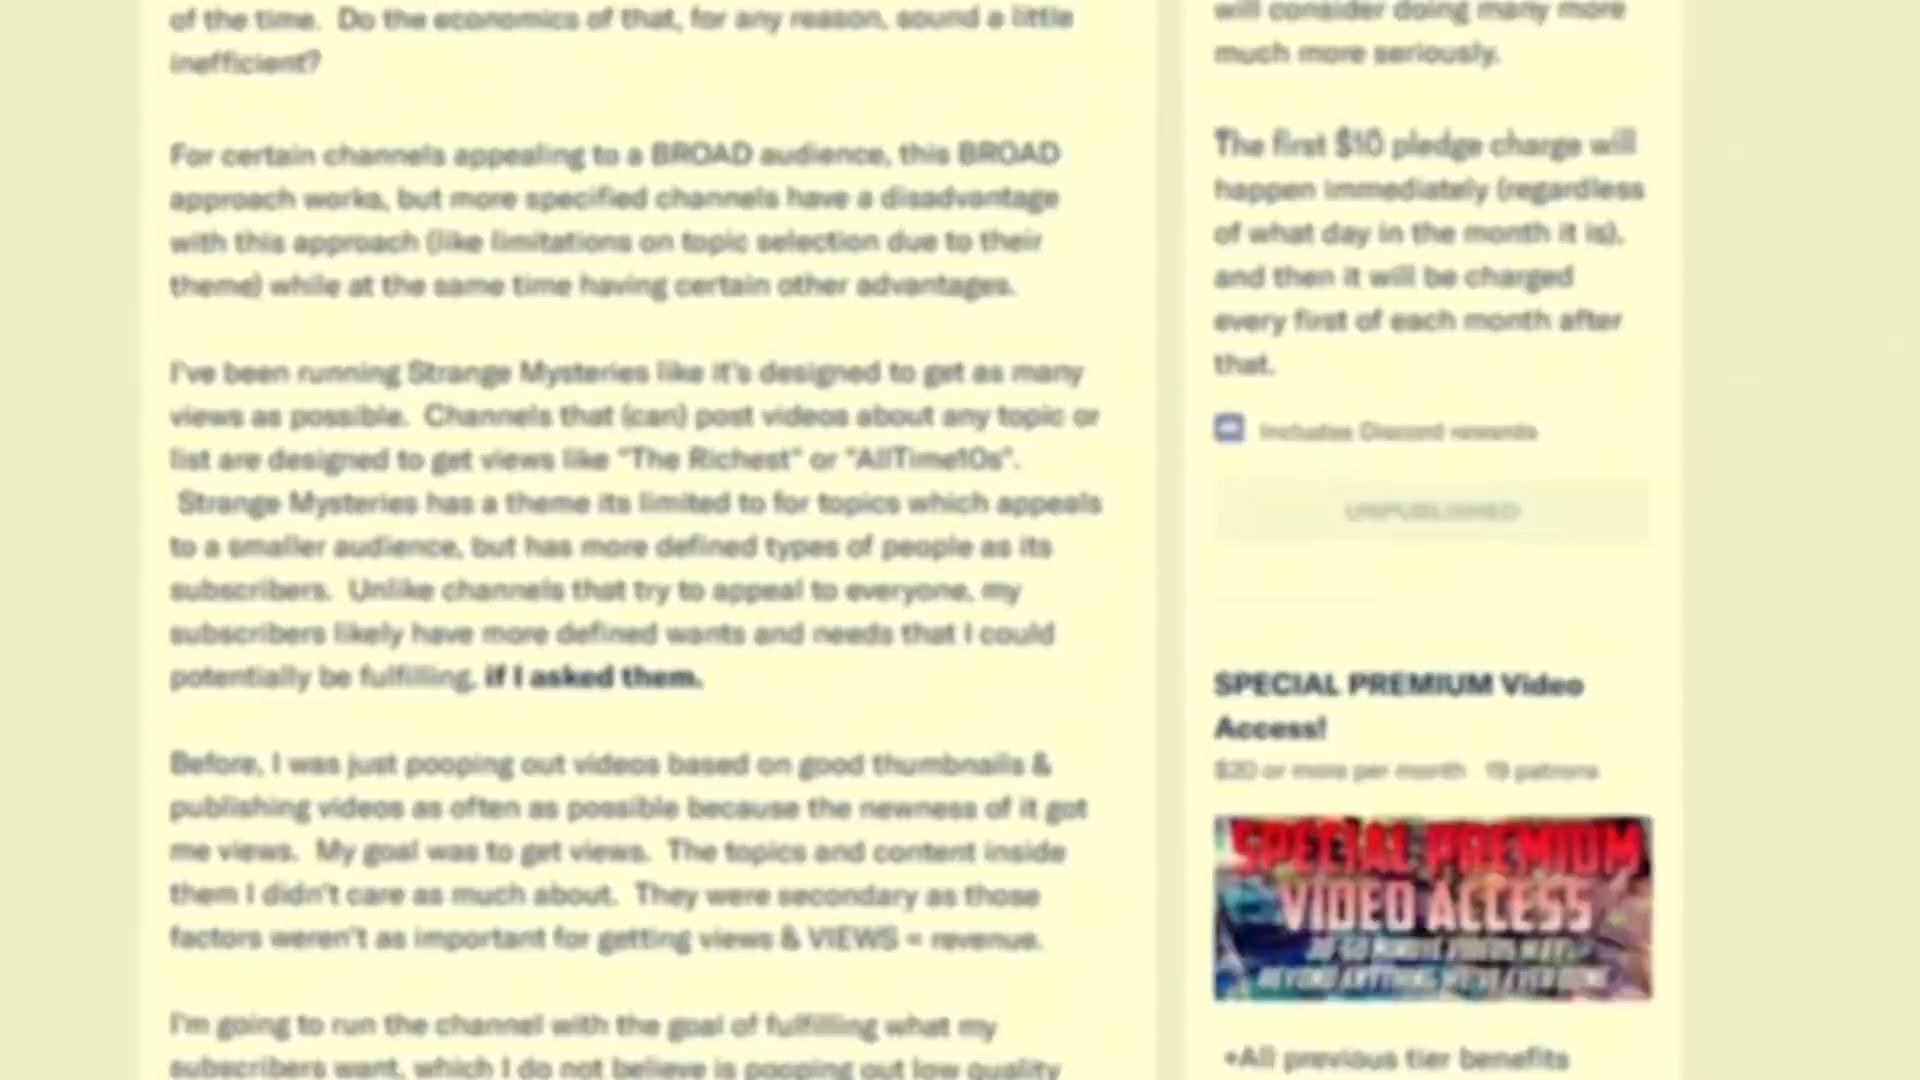 of the time.  Do the economics of that, for any reason, sound a little
inefficient?
For certain channels appealing to a BROAD audience, this BROAD
approach works, but more specified channels have a disadvantage
with this approach (like limitations on topic selection due to their
theme) while at the same time having certain other advantages.
I've been running Strange Mysteries like it's designed to get as many
views as possible.  Channels that (can) post videos about any topic or
list are designed to get views like "The Richest" or "AllTime10s".
Strange Mysteries has a theme its limited to for topics which appeals
to a smaller audience, but has more defined types of people as its
subscribers.  Unlike channels that try to appeal to everyone, my
subscribers likely have more defined wants and needs that I could
potentially be fulfilling, if I asked them.
Before, I was just pooping out videos based on good thumbnails &
publishing videos as often as possible because the newness of it got
me views.  My goal was to get views.  The topics and content inside
them I didn't care as much about.  They were secondary as those
factors weren't as important for getting views & VIEWS = revenue.
I'm going to run the channel with the goal of fulfilling what my
subscribers want, which I do not believe is pooping out low quality
will consider doing many more
much more seriously.
The first $10 pledge charge will
happen immediately (regardless
of what day in the month it is),
and then it will be charged
every first of each month after
that.
Includes Discord rewards
UNPUBLISHED
SPECIAL PREMIUM Video
Access!
$20 or more per month · 19 patrons
SPECIAL PREMIUM
VIDEO ACCESS
BEYOND ANYTHING WE'VE EVER DONE
+All previous tier benefits